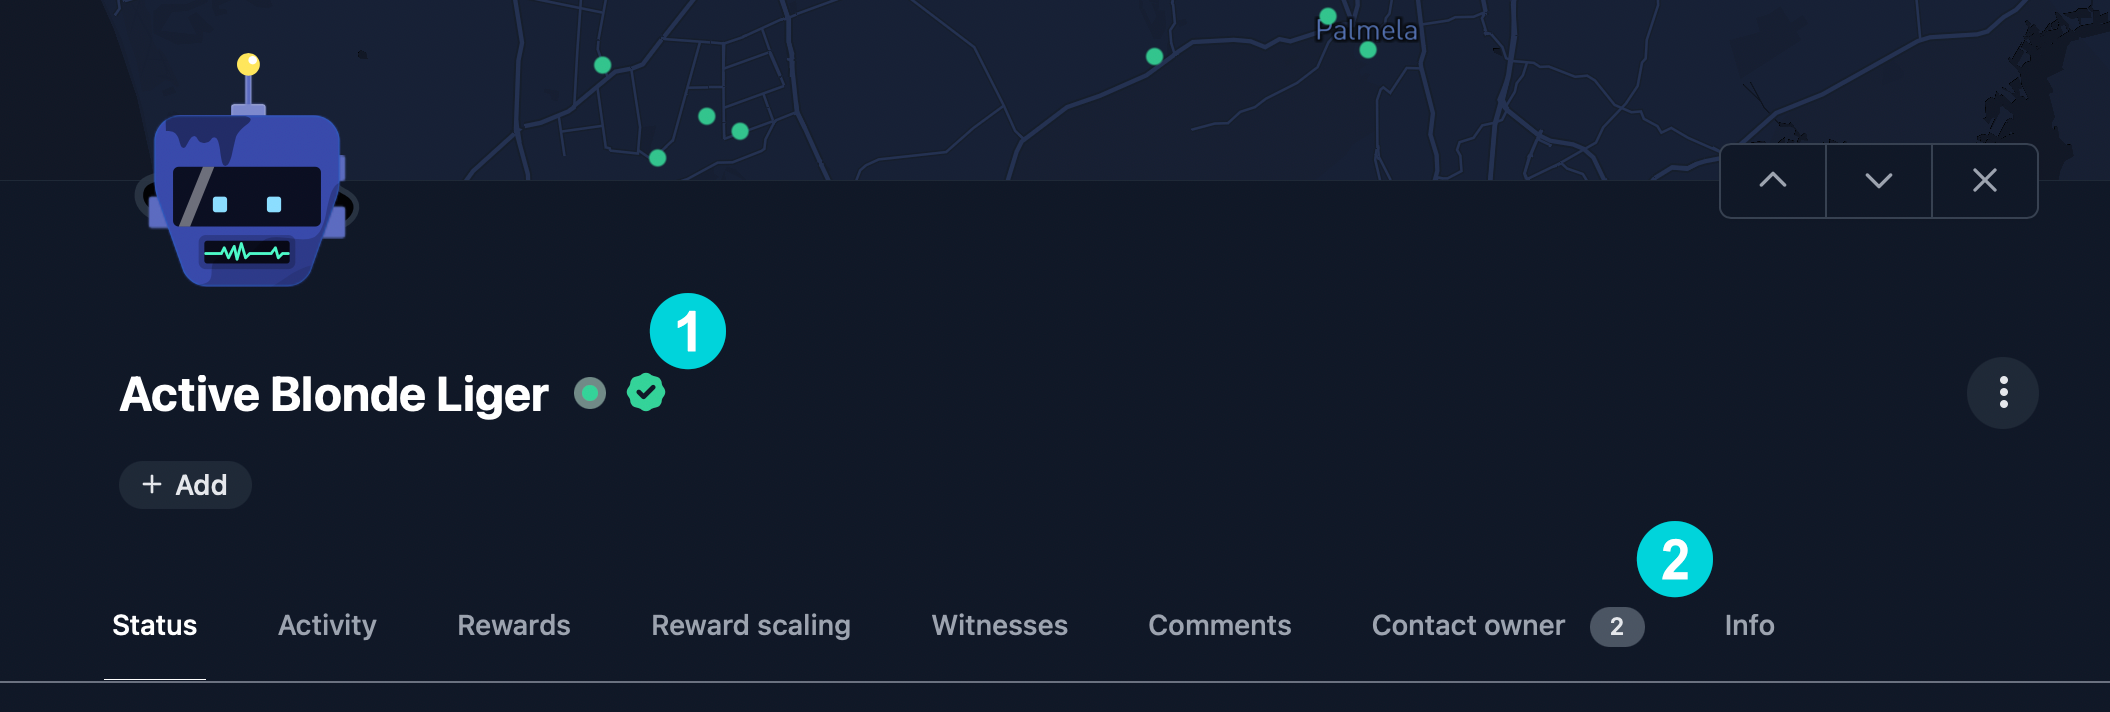 Palmela
1
Active Blonde Liger
+ Add
2
Status Activity Rewards Reward scaling Witnesses Comments Contact owner 2 Info